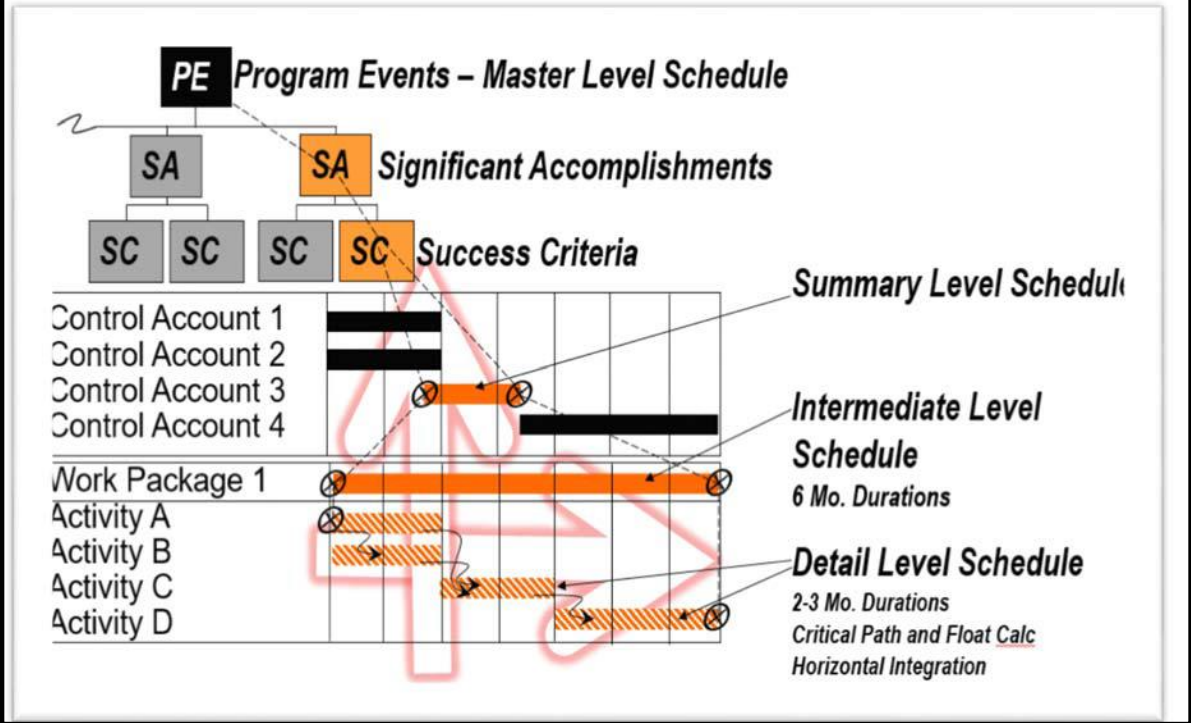 PE Program Events – Master Level Schedule
SA SA Significant Accomplishments
SC SC SC SC Success Criteria
Summary Level Schedul
Control Account 1
Control Account 2
Control Account 3
Control Account 4
Intermediate Level
Schedule
6 Mo. Durations
Work Package 1
Activity A
Activity B
Activity C
Activity D
Detail Level Schedule
2-3 Mo. Durations
Critical Path and Float Calc
Horizontal Integration